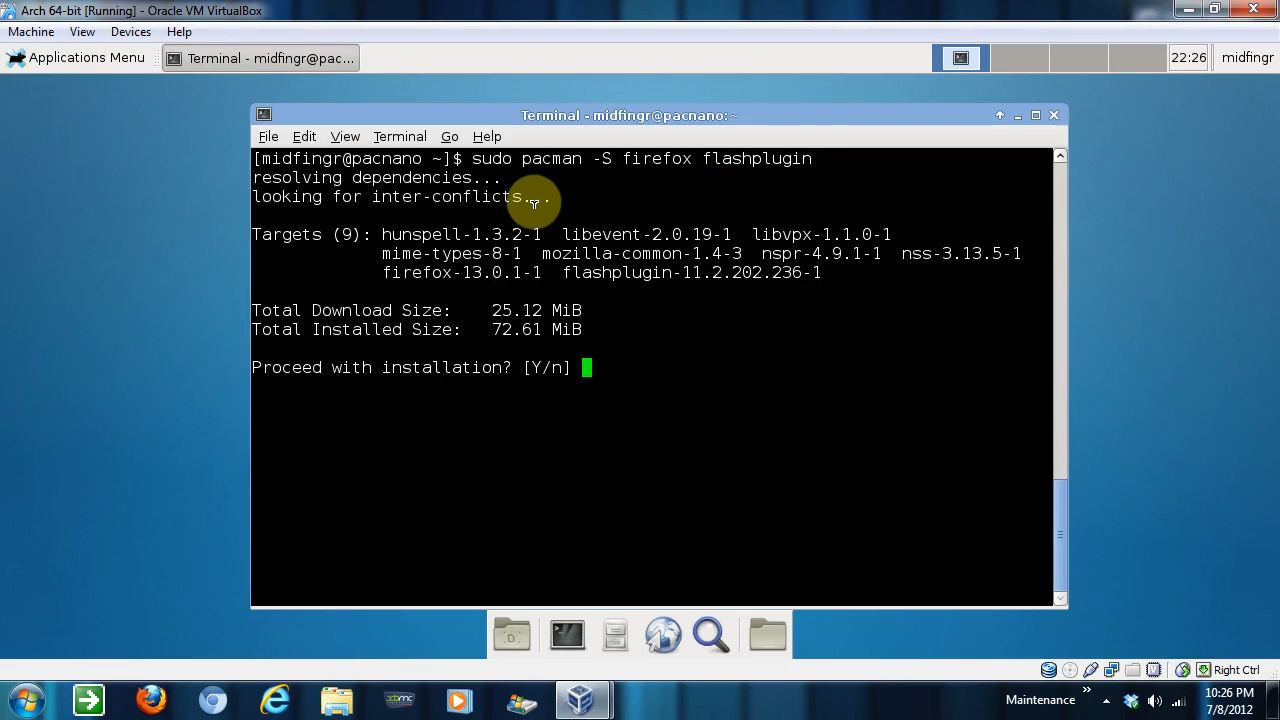 Arch 64-bit [Running] - Oracle VM VirtualBox
Machine View Devices Help
Applications Menu Terminal - midfingr@pac... 22:26 midfingr
Terminal - midfingr@pacnano:~
File Edit View Terminal Go Help
[midfingr@pacnano ~]$ sudo pacman -S firefox flashplugin
resolving dependencies...
looking for inter-conflicts...
Targets (9): hunspell-1.3.2-1 libevent-2.0.19-1 libvpx-1.1.0-1
mime-types-8-1 mozilla-common-1.4-3 nspr-4.9.1-1 nss-3.13.5-1
firefox-13.0.1-1 flashplugin-11.2.202.236-1
Total Download Size: 25.12 MiB
Total Installed Size: 72.61 MiB
Proceed with installation? [Y/n]
Right Ctrl
Maintenance » 10:26 PM
7/8/2012